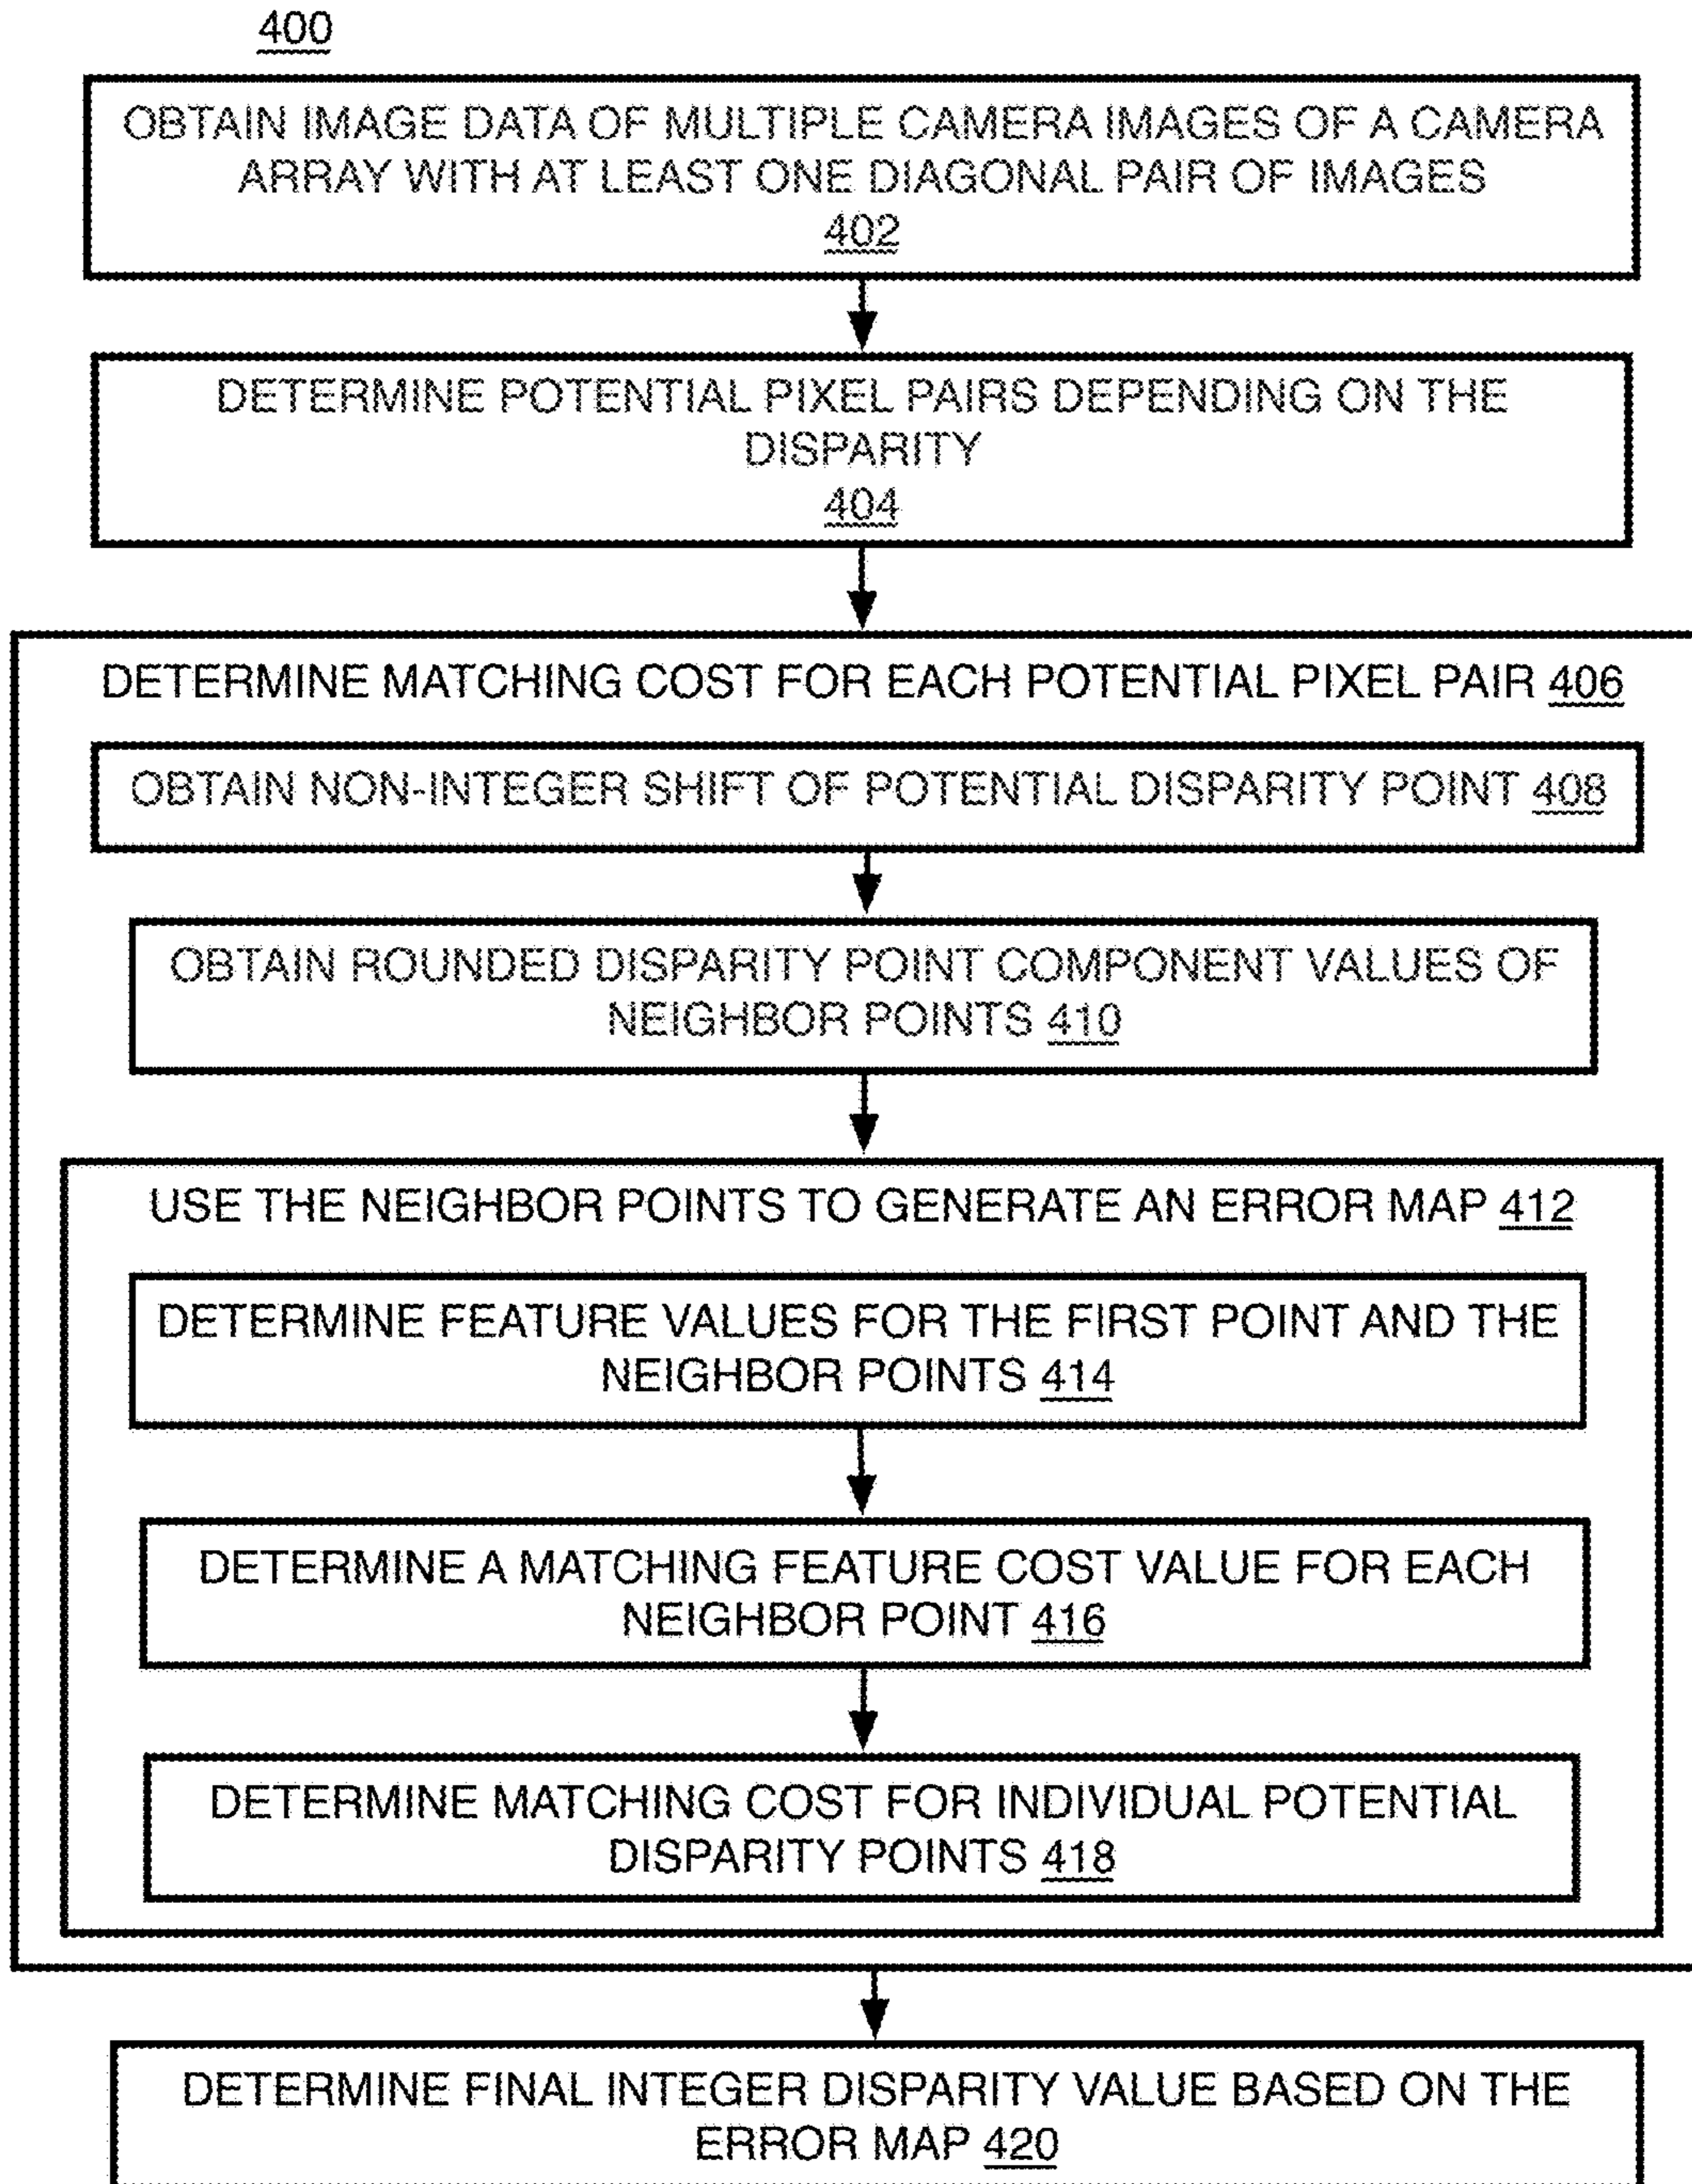 400
OBTAIN IMAGE DATA OF MULTIPLE CAMERA IMAGES OF A CAMERA
ARRAY WITH AT LEAST ONE DIAGONAL PAIR OF IMAGES
402
DETERMINE POTENTIAL PIXEL PAIRS DEPENDING ON THE
DISPARITY
404
DETERMINE MATCHING COST FOR EACH POTENTIAL PIXEL PAIR 406
OBTAIN NON-INTEGER SHIFT OF POTENTIAL DISPARITY POINT 408
OBTAIN ROUNDED DISPARITY POINT COMPONENT VALUES OF
NEIGHBOR POINTS 410
USE THE NEIGHBOR POINTS TO GENERATE AN ERROR MAP 412
DETERMINE FEATURE VALUES FOR THE FIRST POINT AND THE
NEIGHBOR POINTS 414
DETERMINE A MATCHING FEATURE COST VALUE FOR EACH
NEIGHBOR POINT 416
DETERMINE MATCHING COST FOR INDIVIDUAL POTENTIAL
DISPARITY POINTS 418
DETERMINE FINAL INTEGER DISPARITY VALUE BASED ON THE
ERROR MAP 420